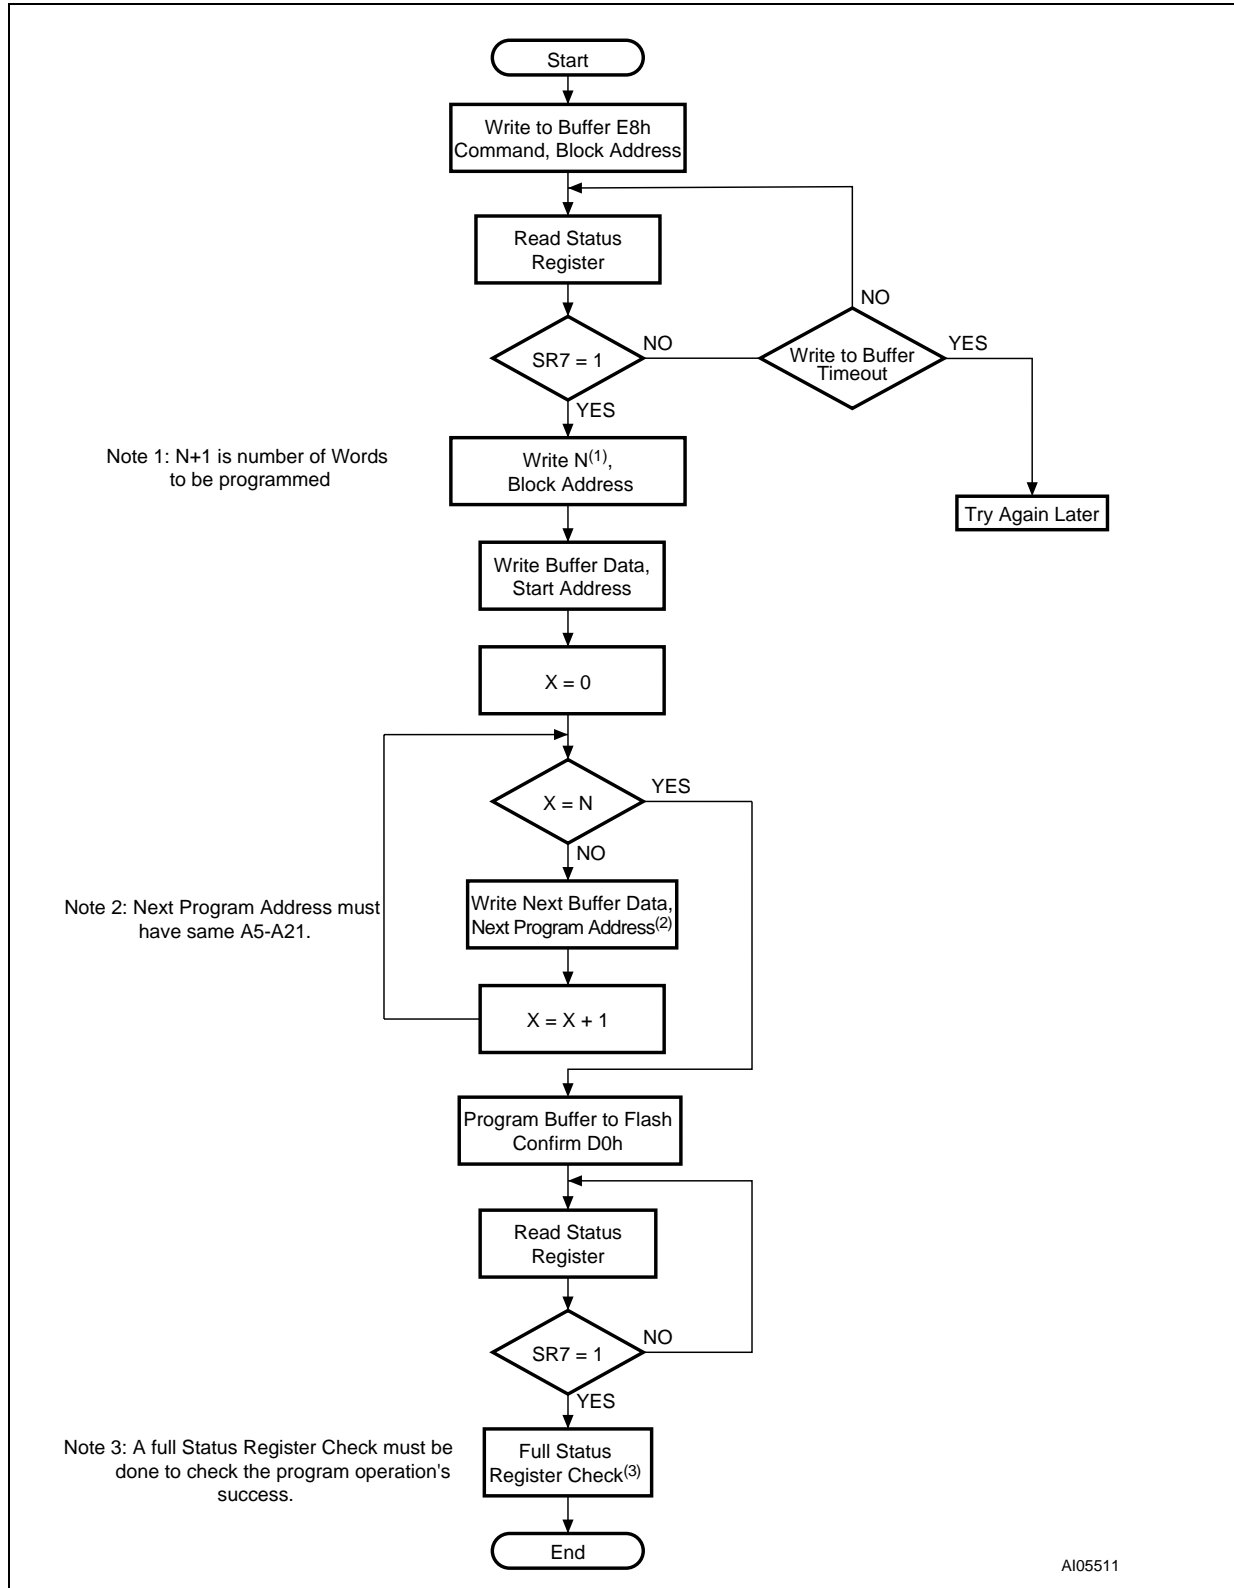 Start
Write to Buffer E8h
Command, Block Address
Read Status
Register
NO
SR7 = 1
NO
Write to Buffer
Timeout
YES
YES
Note 1: N+1 is number of Words
to be programmed
Write N(1),
Block Address
Try Again Later
Write Buffer Data,
Start Address
X = 0
X = N
YES
NO
Note 2: Next Program Address must
have same A5-A21.
Write Next Buffer Data,
Next Program Address(2)
X = X + 1
Program Buffer to Flash
Confirm D0h
Read Status
Register
SR7 = 1
NO
YES
Note 3: A full Status Register Check must be
done to check the program operation's
success.
Full Status
Register Check(3)
End
AI05511